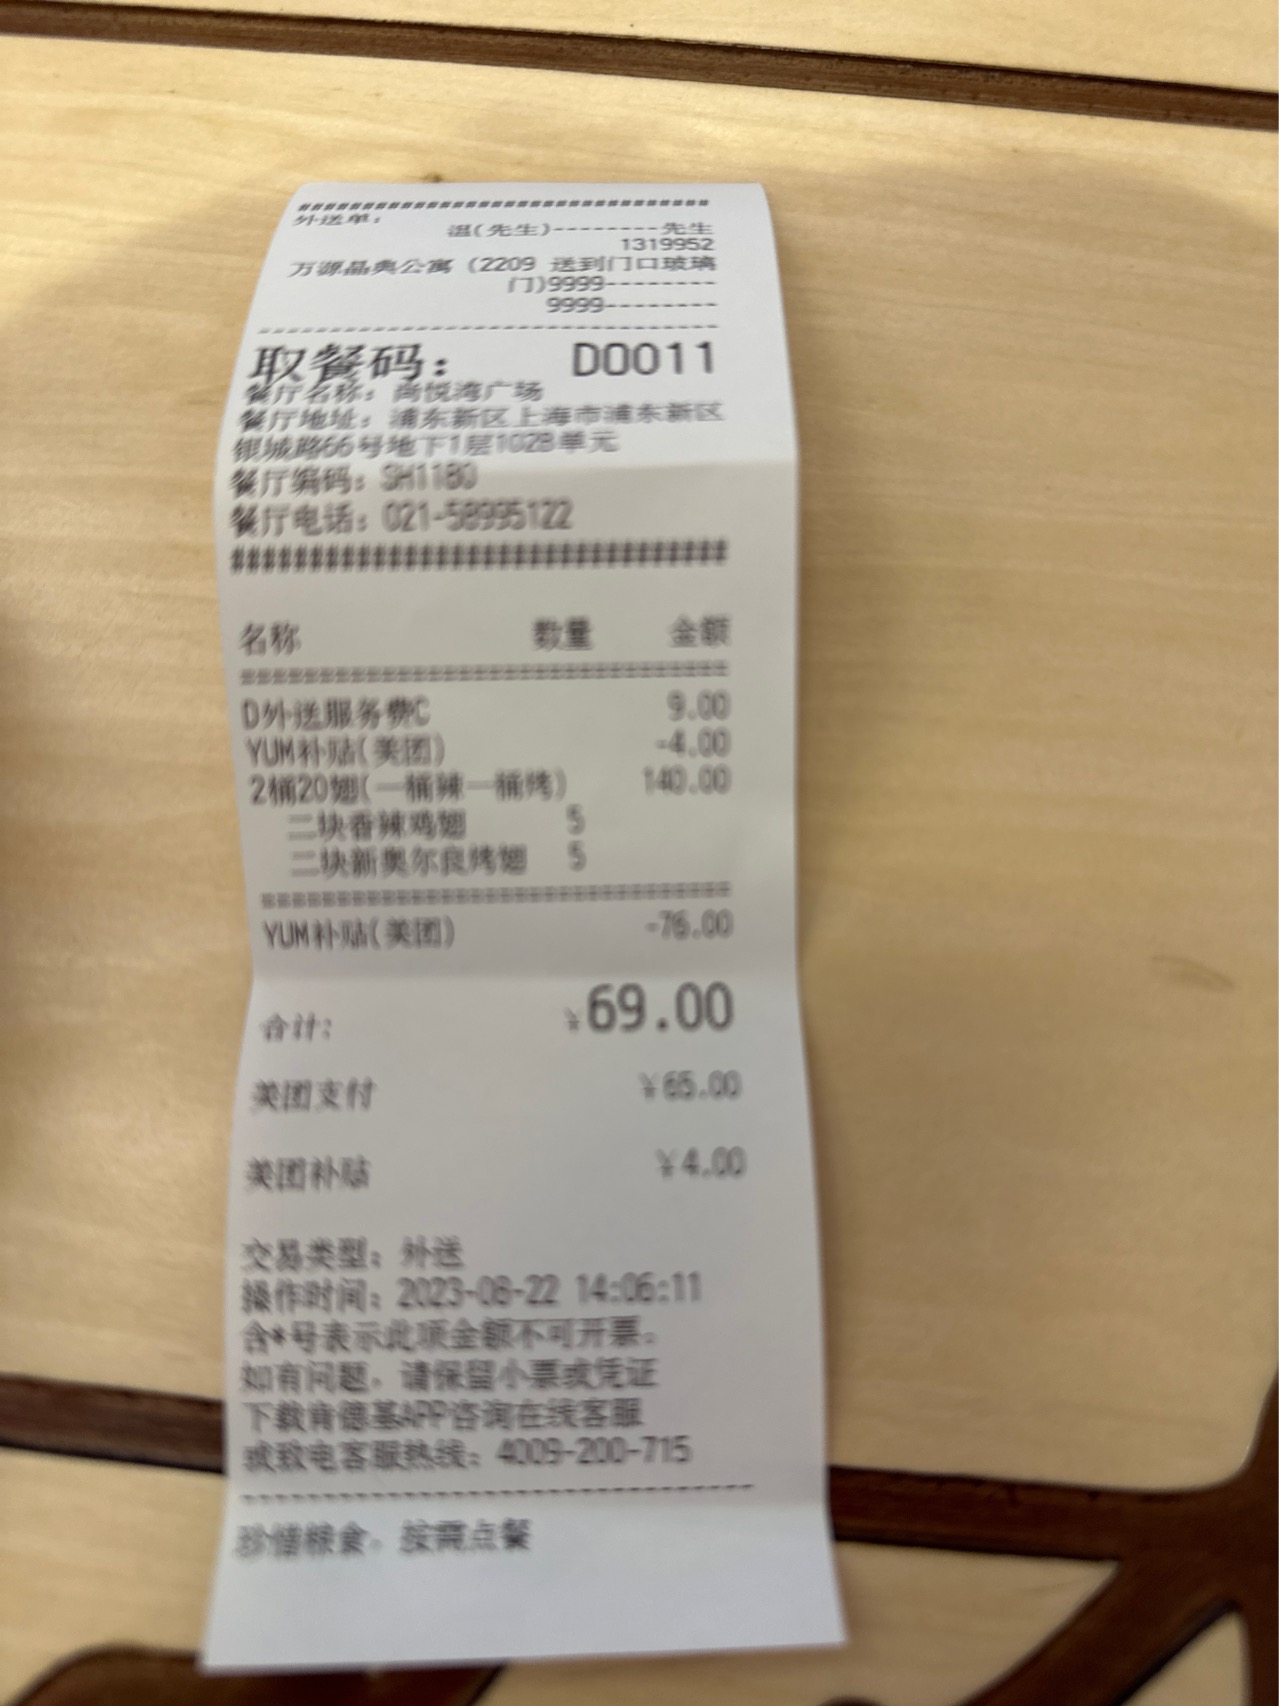 ################################
外送单:
温(先生)--------先生
1319952
万源晶典公寓 (2209 送到门口玻璃
门)9999--------
9999--------
--------------------------------
取餐码: D0011
餐厅名称: 尚悦湾广场
餐厅地址: 浦东新区上海市浦东新区
银城路66号地下1层102B单元
餐厅编码: SH1180
餐厅电话: 021-58995122
################################
名称 数量 金额
================================
D外送服务费C 9.00
YUM补贴(美团) -4.00
2桶20翅(一桶辣一桶烤) 140.00
二块香辣鸡翅 5
二块新奥尔良烤翅 5
================================
YUM补贴(美团) -76.00
合计: ¥69.00
美团支付 ¥65.00
美团补贴 ¥4.00
交易类型: 外送
操作时间: 2023-08-22 14:06:11
含*号表示此项金额不可开票。
如有问题，请保留小票或凭证
下载肯德基APP咨询在线客服
或致电客服热线: 4009-200-715
--------------------------------
珍惜粮食，按需点餐